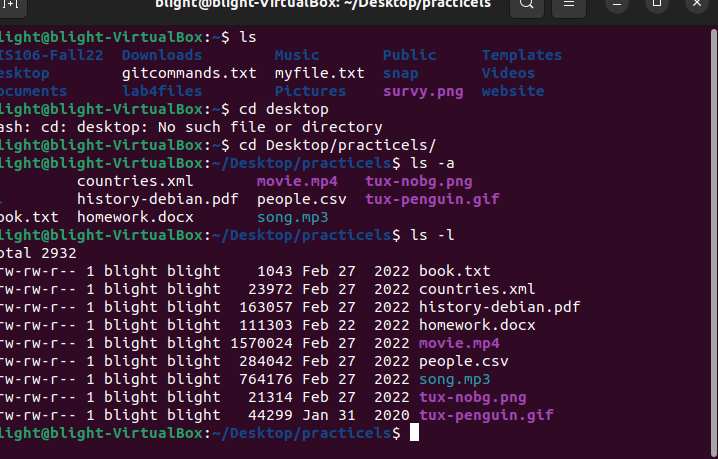 blight@blight-VirtualBox: ~/Desktop/practicels
light@blight-VirtualBox:~$ ls
IS106-Fall22 Downloads Music Public Templates
esktop gitcommands.txt myfile.txt snap Videos
ocuments lab4files Pictures survy.png website
light@blight-VirtualBox:~$ cd desktop
ash: cd: desktop: No such file or directory
light@blight-VirtualBox:~$ cd Desktop/practicels/
light@blight-VirtualBox:~/Desktop/practicels$ ls -a
countries.xml movie.mp4 tux-nobg.png
. history-debian.pdf people.csv tux-penguin.gif
ook.txt homework.docx song.mp3
light@blight-VirtualBox:~/Desktop/practicels$ ls -l
otal 2932
rw-rw-r-- 1 blight blight 1043 Feb 27 2022 book.txt
rw-rw-r-- 1 blight blight 23972 Feb 27 2022 countries.xml
rw-rw-r-- 1 blight blight 163057 Feb 27 2022 history-debian.pdf
rw-rw-r-- 1 blight blight 111303 Feb 22 2022 homework.docx
rw-rw-r-- 1 blight blight 1570024 Feb 27 2022 movie.mp4
rw-rw-r-- 1 blight blight 284042 Feb 27 2022 people.csv
rw-rw-r-- 1 blight blight 764176 Feb 27 2022 song.mp3
rw-rw-r-- 1 blight blight 21314 Feb 27 2022 tux-nobg.png
rw-rw-r-- 1 blight blight 44299 Jan 31 2020 tux-penguin.gif
light@blight-VirtualBox:~/Desktop/practicels$